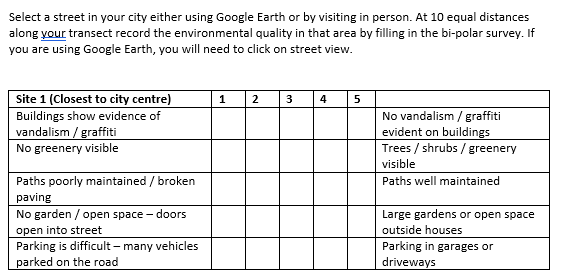 Select a street in your city either using Google Earth or by visiting in person. At 10 equal distances
along your transect record the environmental quality in that area by filling in the bi-polar survey. If
you are using Google Earth, you will need to click on street view.
Site 1 (Closest to city centre) 1 2 3 4 5
Buildings show evidence of
vandalism / graffiti
No vandalism / graffiti
evident on buildings
No greenery visible
Trees / shrubs / greenery
visible
Paths poorly maintained / broken
paving
Paths well maintained
No garden / open space – doors
open into street
Large gardens or open space
outside houses
Parking is difficult – many vehicles
parked on the road
Parking in garages or
driveways